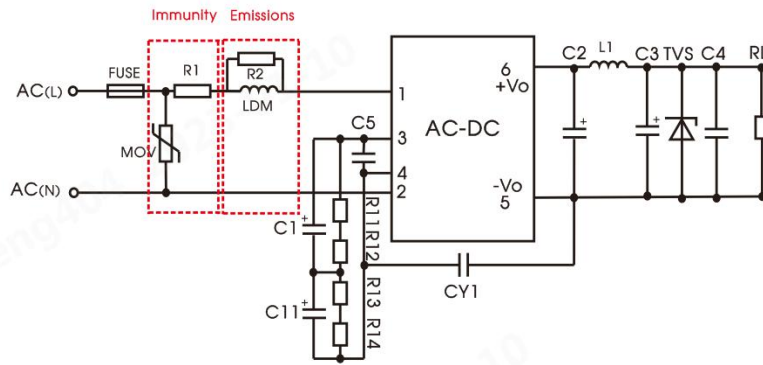 Immunity Emissions
FUSE
R1
R2
LDM
AC(L)
MOV
AC(N)
C5
1
3
4
2
AC-DC
6
+Vo
-Vo
5
C2
L1
C3
TVS
C4
+
+
C1
+
C11
+
R11
R12
R13
R14
CY1